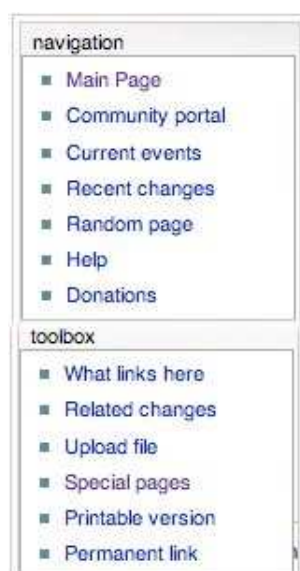 navigation
Main Page
Community portal
Current events
Recent changes
Random page
Help
Donations
toolbox
What links here
Related changes
Upload file
Special pages
Printable version
Permanent link